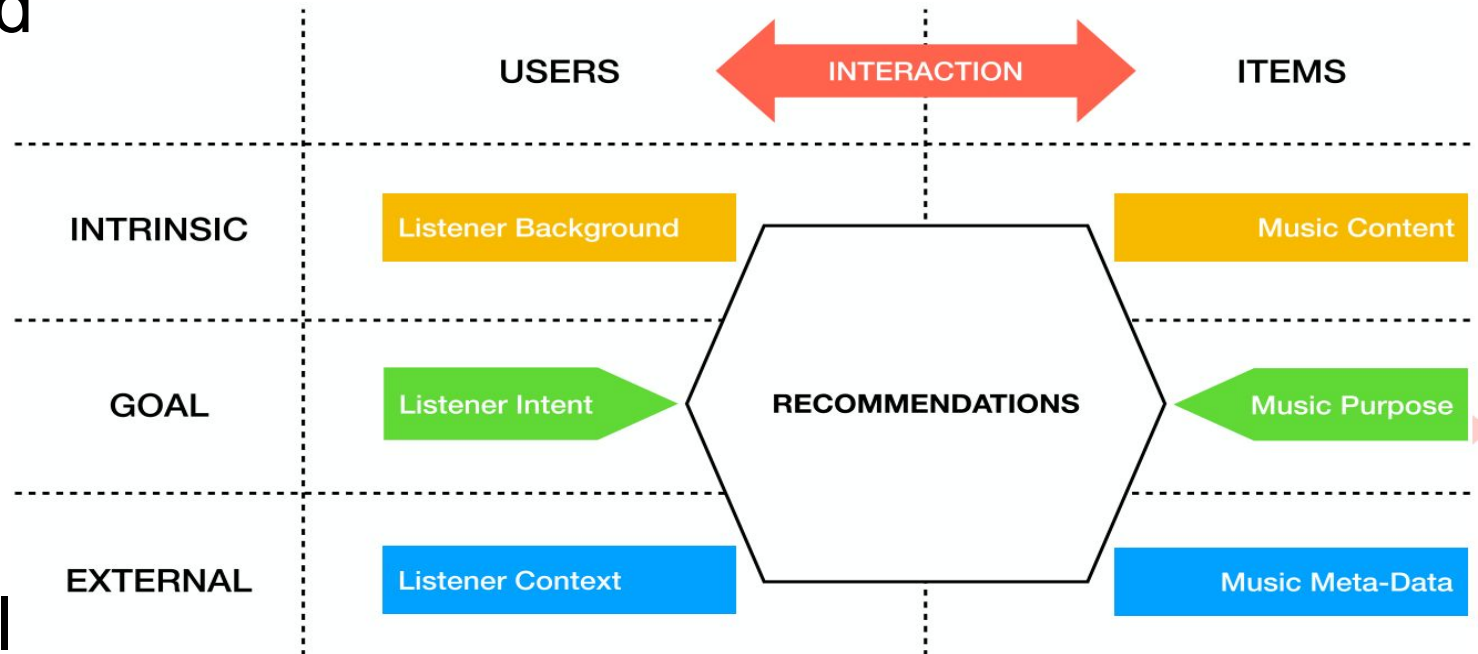 d
USERS
INTERACTION
ITEMS
INTRINSIC
Listener Background
Music Content
GOAL
Listener Intent
RECOMMENDATIONS
Music Purpose
EXTERNAL
Listener Context
Music Meta-Data